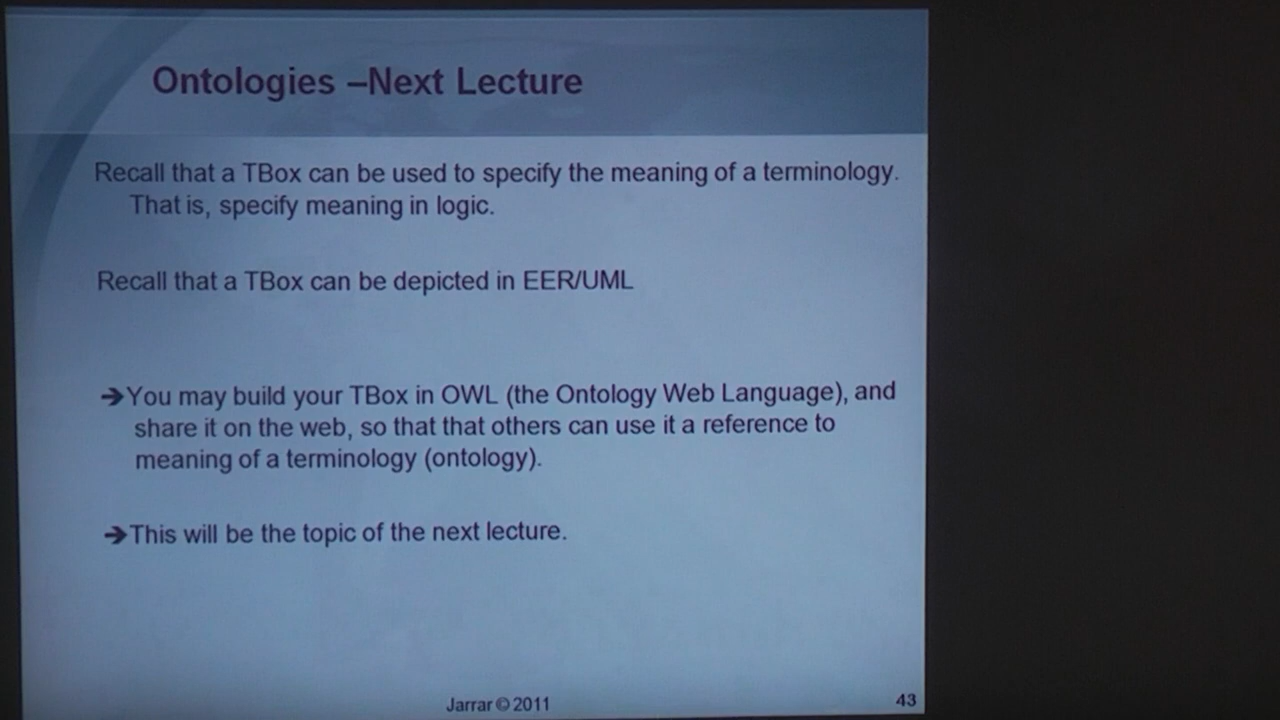 Ontologies –Next Lecture
Recall that a TBox can be used to specify the meaning of a terminology.
That is, specify meaning in logic.
Recall that a TBox can be depicted in EER/UML
➔You may build your TBox in OWL (the Ontology Web Language), and
share it on the web, so that that others can use it a reference to
meaning of a terminology (ontology).
➔This will be the topic of the next lecture.
Jarrar © 2011
43